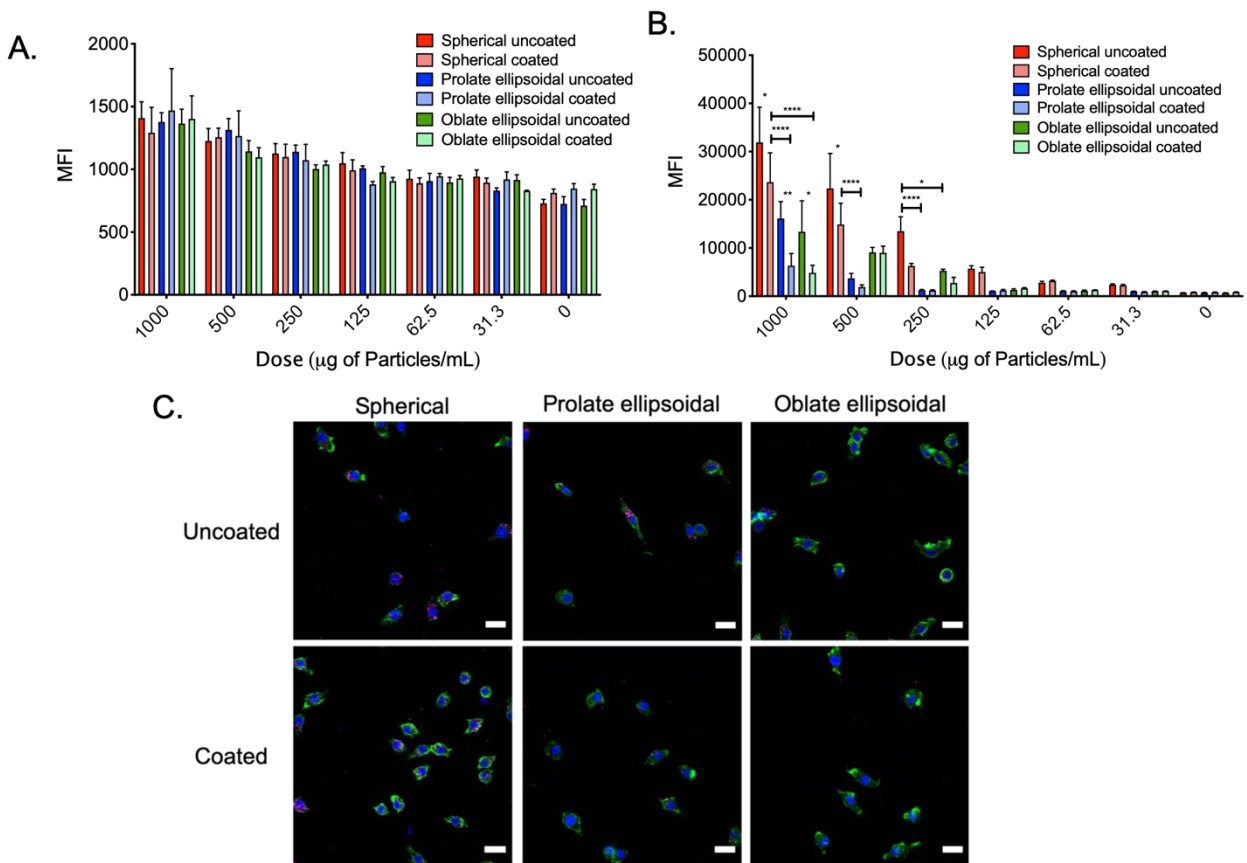 A.
2000
1500
1000
500
0
MFI
Spherical uncoated
Spherical coated
Prolate ellipsoidal uncoated
Prolate ellipsoidal coated
Oblate ellipsoidal uncoated
Oblate ellipsoidal coated
1000
500
250
125
62.5
31.3
0
Dose (μg of Particles/mL)
B.
50000
40000
30000
20000
10000
0
MFI
Spherical uncoated
Spherical coated
Prolate ellipsoidal uncoated
Prolate ellipsoidal coated
Oblate ellipsoidal uncoated
Oblate ellipsoidal coated
*
****
****
**
*
*
****
*
****
1000
500
250
125
62.5
31.3
0
Dose (μg of Particles/mL)
C.
Spherical
Prolate ellipsoidal
Oblate ellipsoidal
Uncoated
Coated